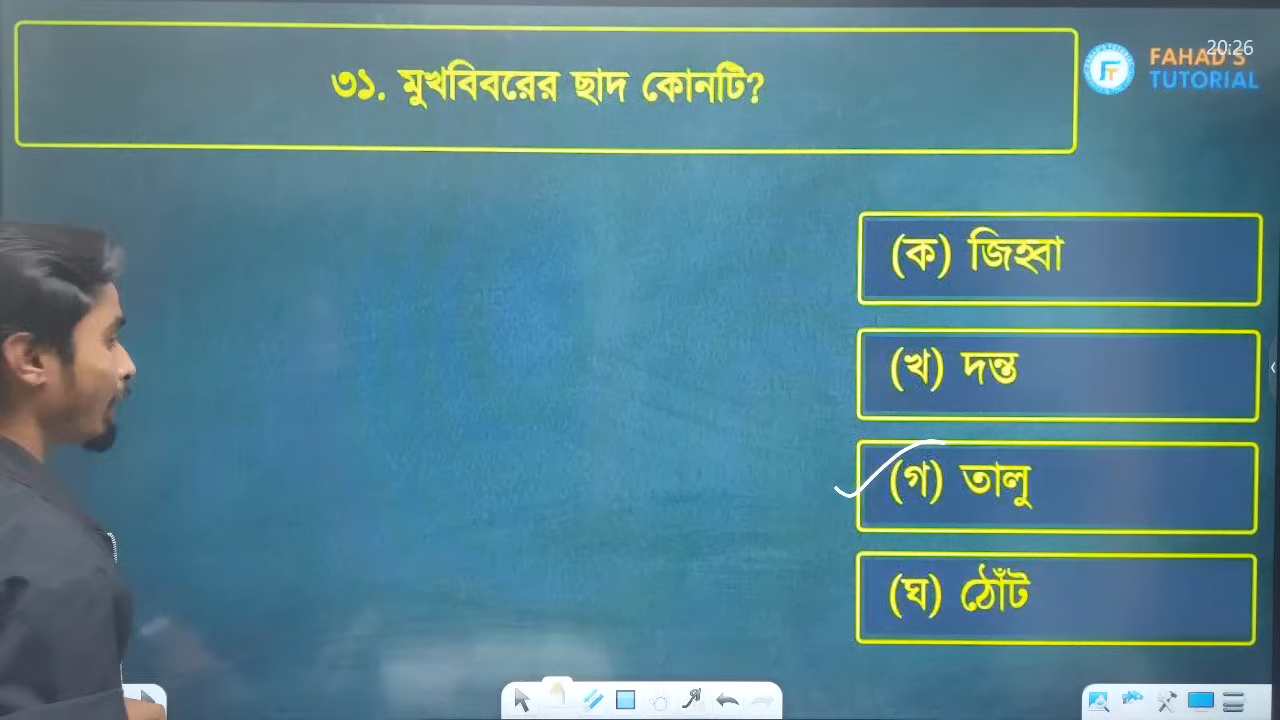 ৩১. মুখবিবরের ছাদ কোনটি?
20:26
FAHAD'S
TUTORIAL
(ক) জিহ্বা
(খ) দন্ত
(গ) তালু
(ঘ) ঠোঁট